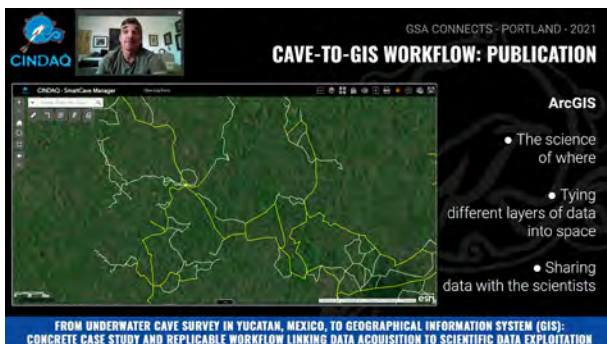 CINDAQ
GSA CONNECTS - PORTLAND - 2021
CAVE-TO-GIS WORKFLOW: PUBLICATION
CINDAQ - SmartCave Manager
ArcGIS
• The science
of where
• Tying
different layers of data
into space
• Sharing
data with the scientists
esri
FROM UNDERWATER CAVE SURVEY IN YUCATAN, MEXICO, TO GEOGRAPHICAL INFORMATION SYSTEM (GIS):
CONCRETE CASE STUDY AND REPLICABLE WORKFLOW LINKING DATA ACQUISITION TO SCIENTIFIC DATA EXPLOITATION